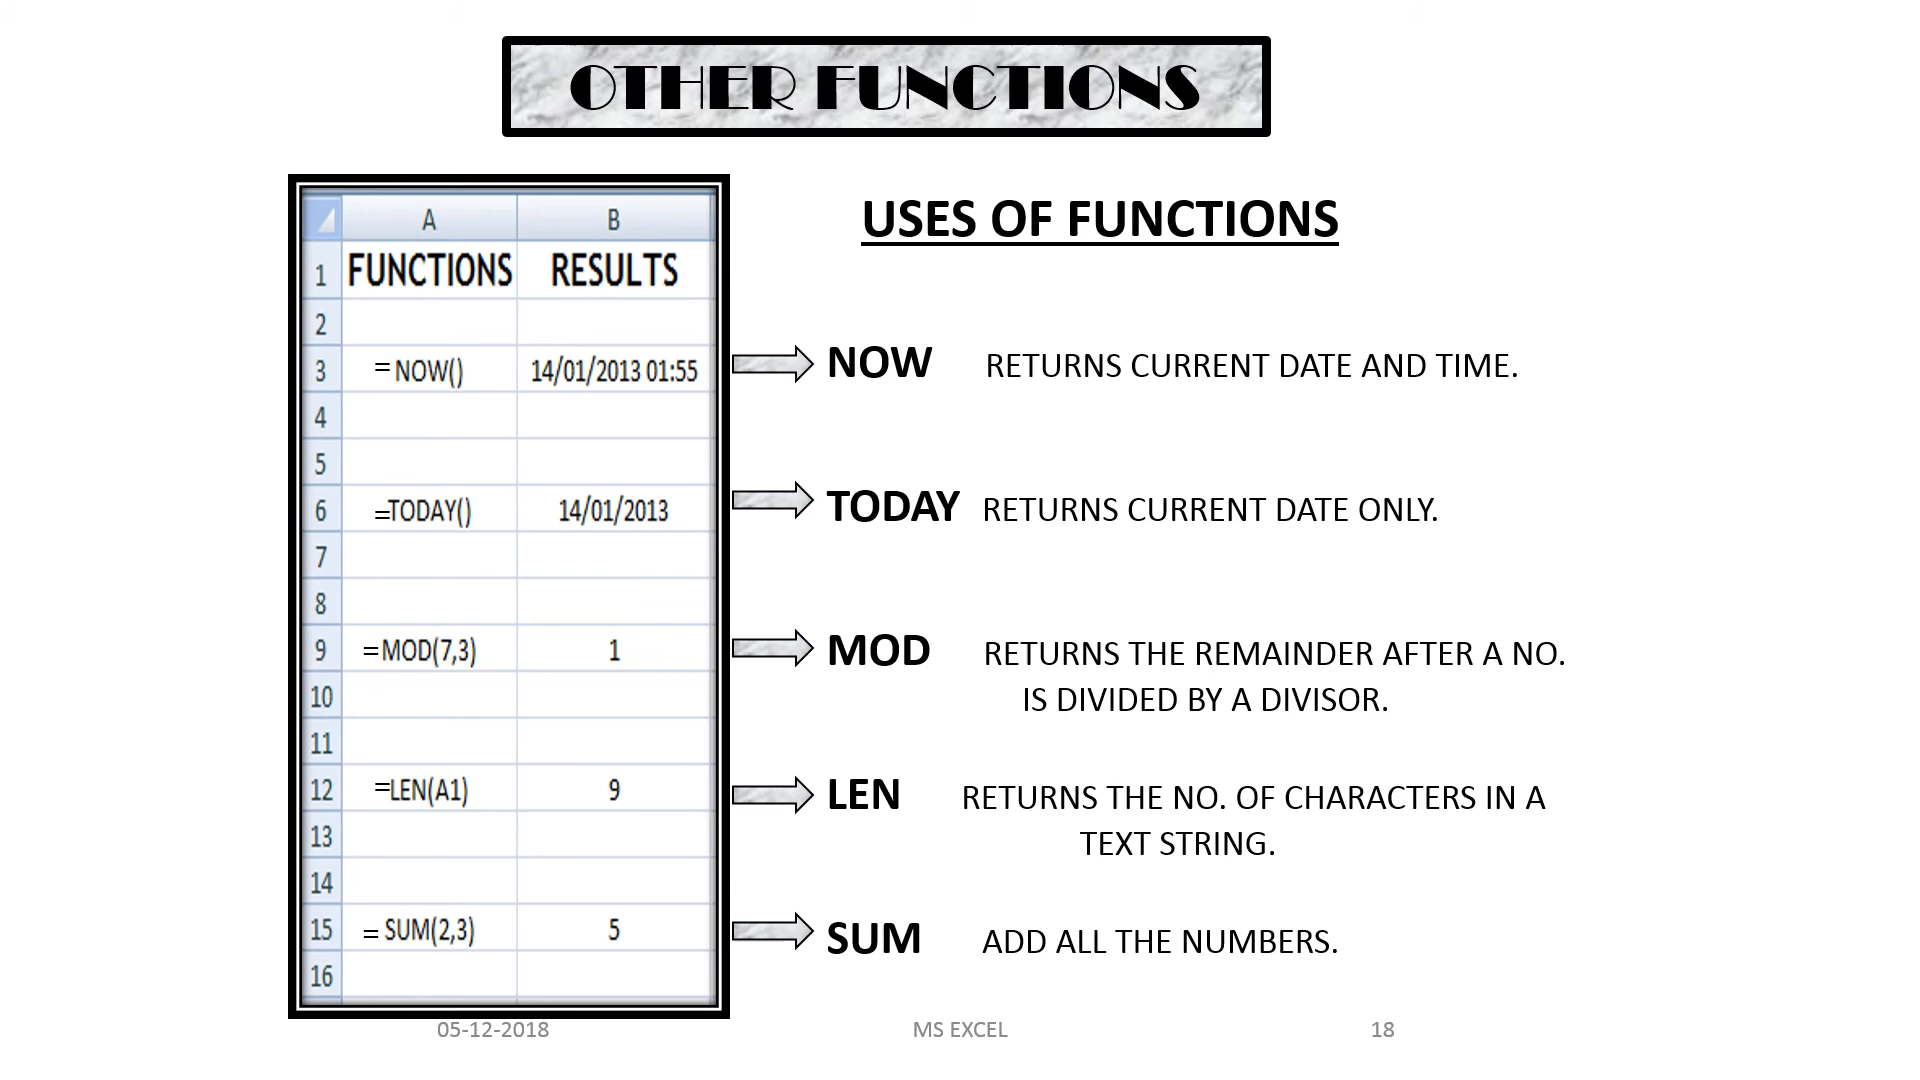 OTHER FUNCTIONS
A B
1 FUNCTIONS RESULTS
2
3 = NOW() 14/01/2013 01:55
4
5
6 =TODAY() 14/01/2013
7
8
9 =MOD(7,3) 1
10
11
12 =LEN(A1) 9
13
14
15 = SUM(2,3) 5
16
USES OF FUNCTIONS
NOW RETURNS CURRENT DATE AND TIME.
TODAY RETURNS CURRENT DATE ONLY.
MOD RETURNS THE REMAINDER AFTER A NO.
IS DIVIDED BY A DIVISOR.
LEN RETURNS THE NO. OF CHARACTERS IN A
TEXT STRING.
SUM ADD ALL THE NUMBERS.
05-12-2018 MS EXCEL 18